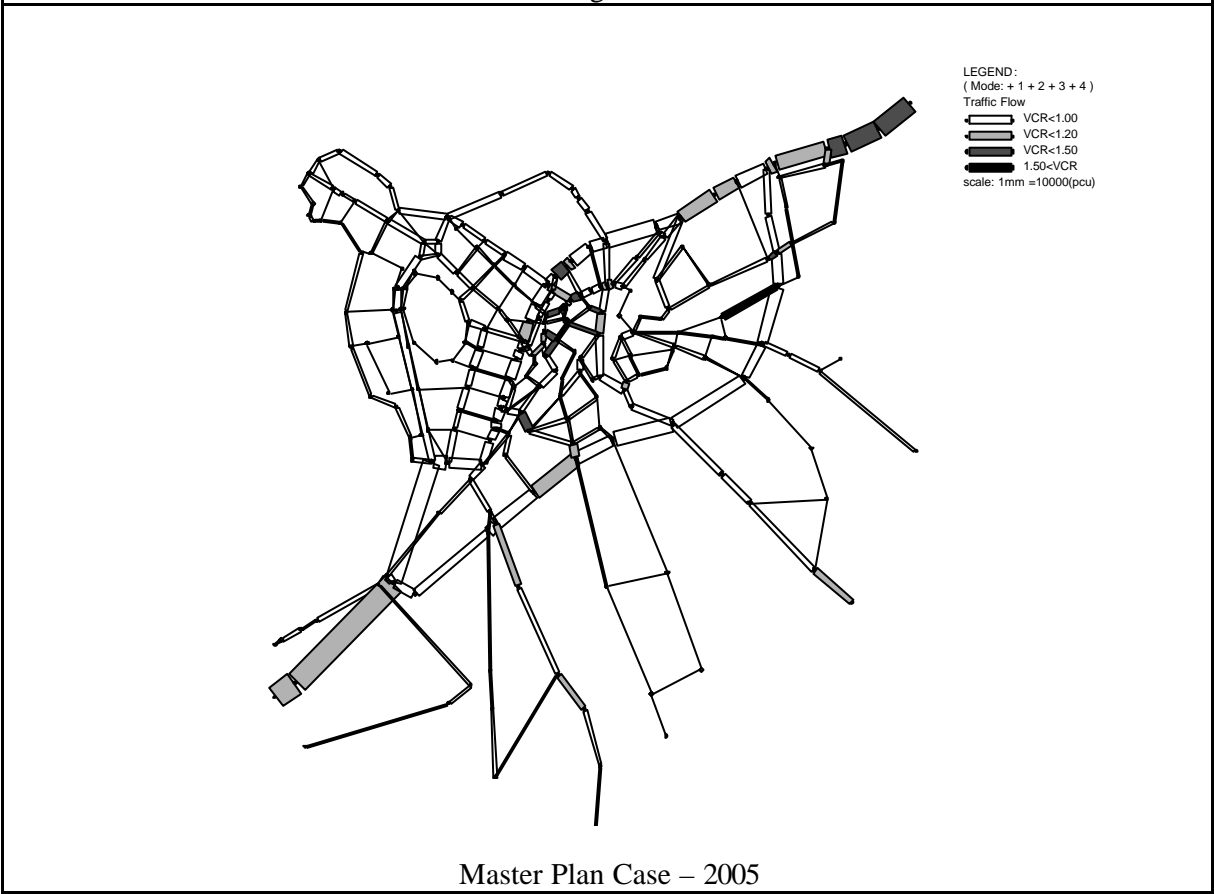 LEGEND :
( Mode: + 1 + 2 + 3 + 4 )
Traffic Flow
VCR<1.00
VCR<1.20
VCR<1.50
1.50<VCR
scale: 1mm =10000(pcu)
Master Plan Case – 2005